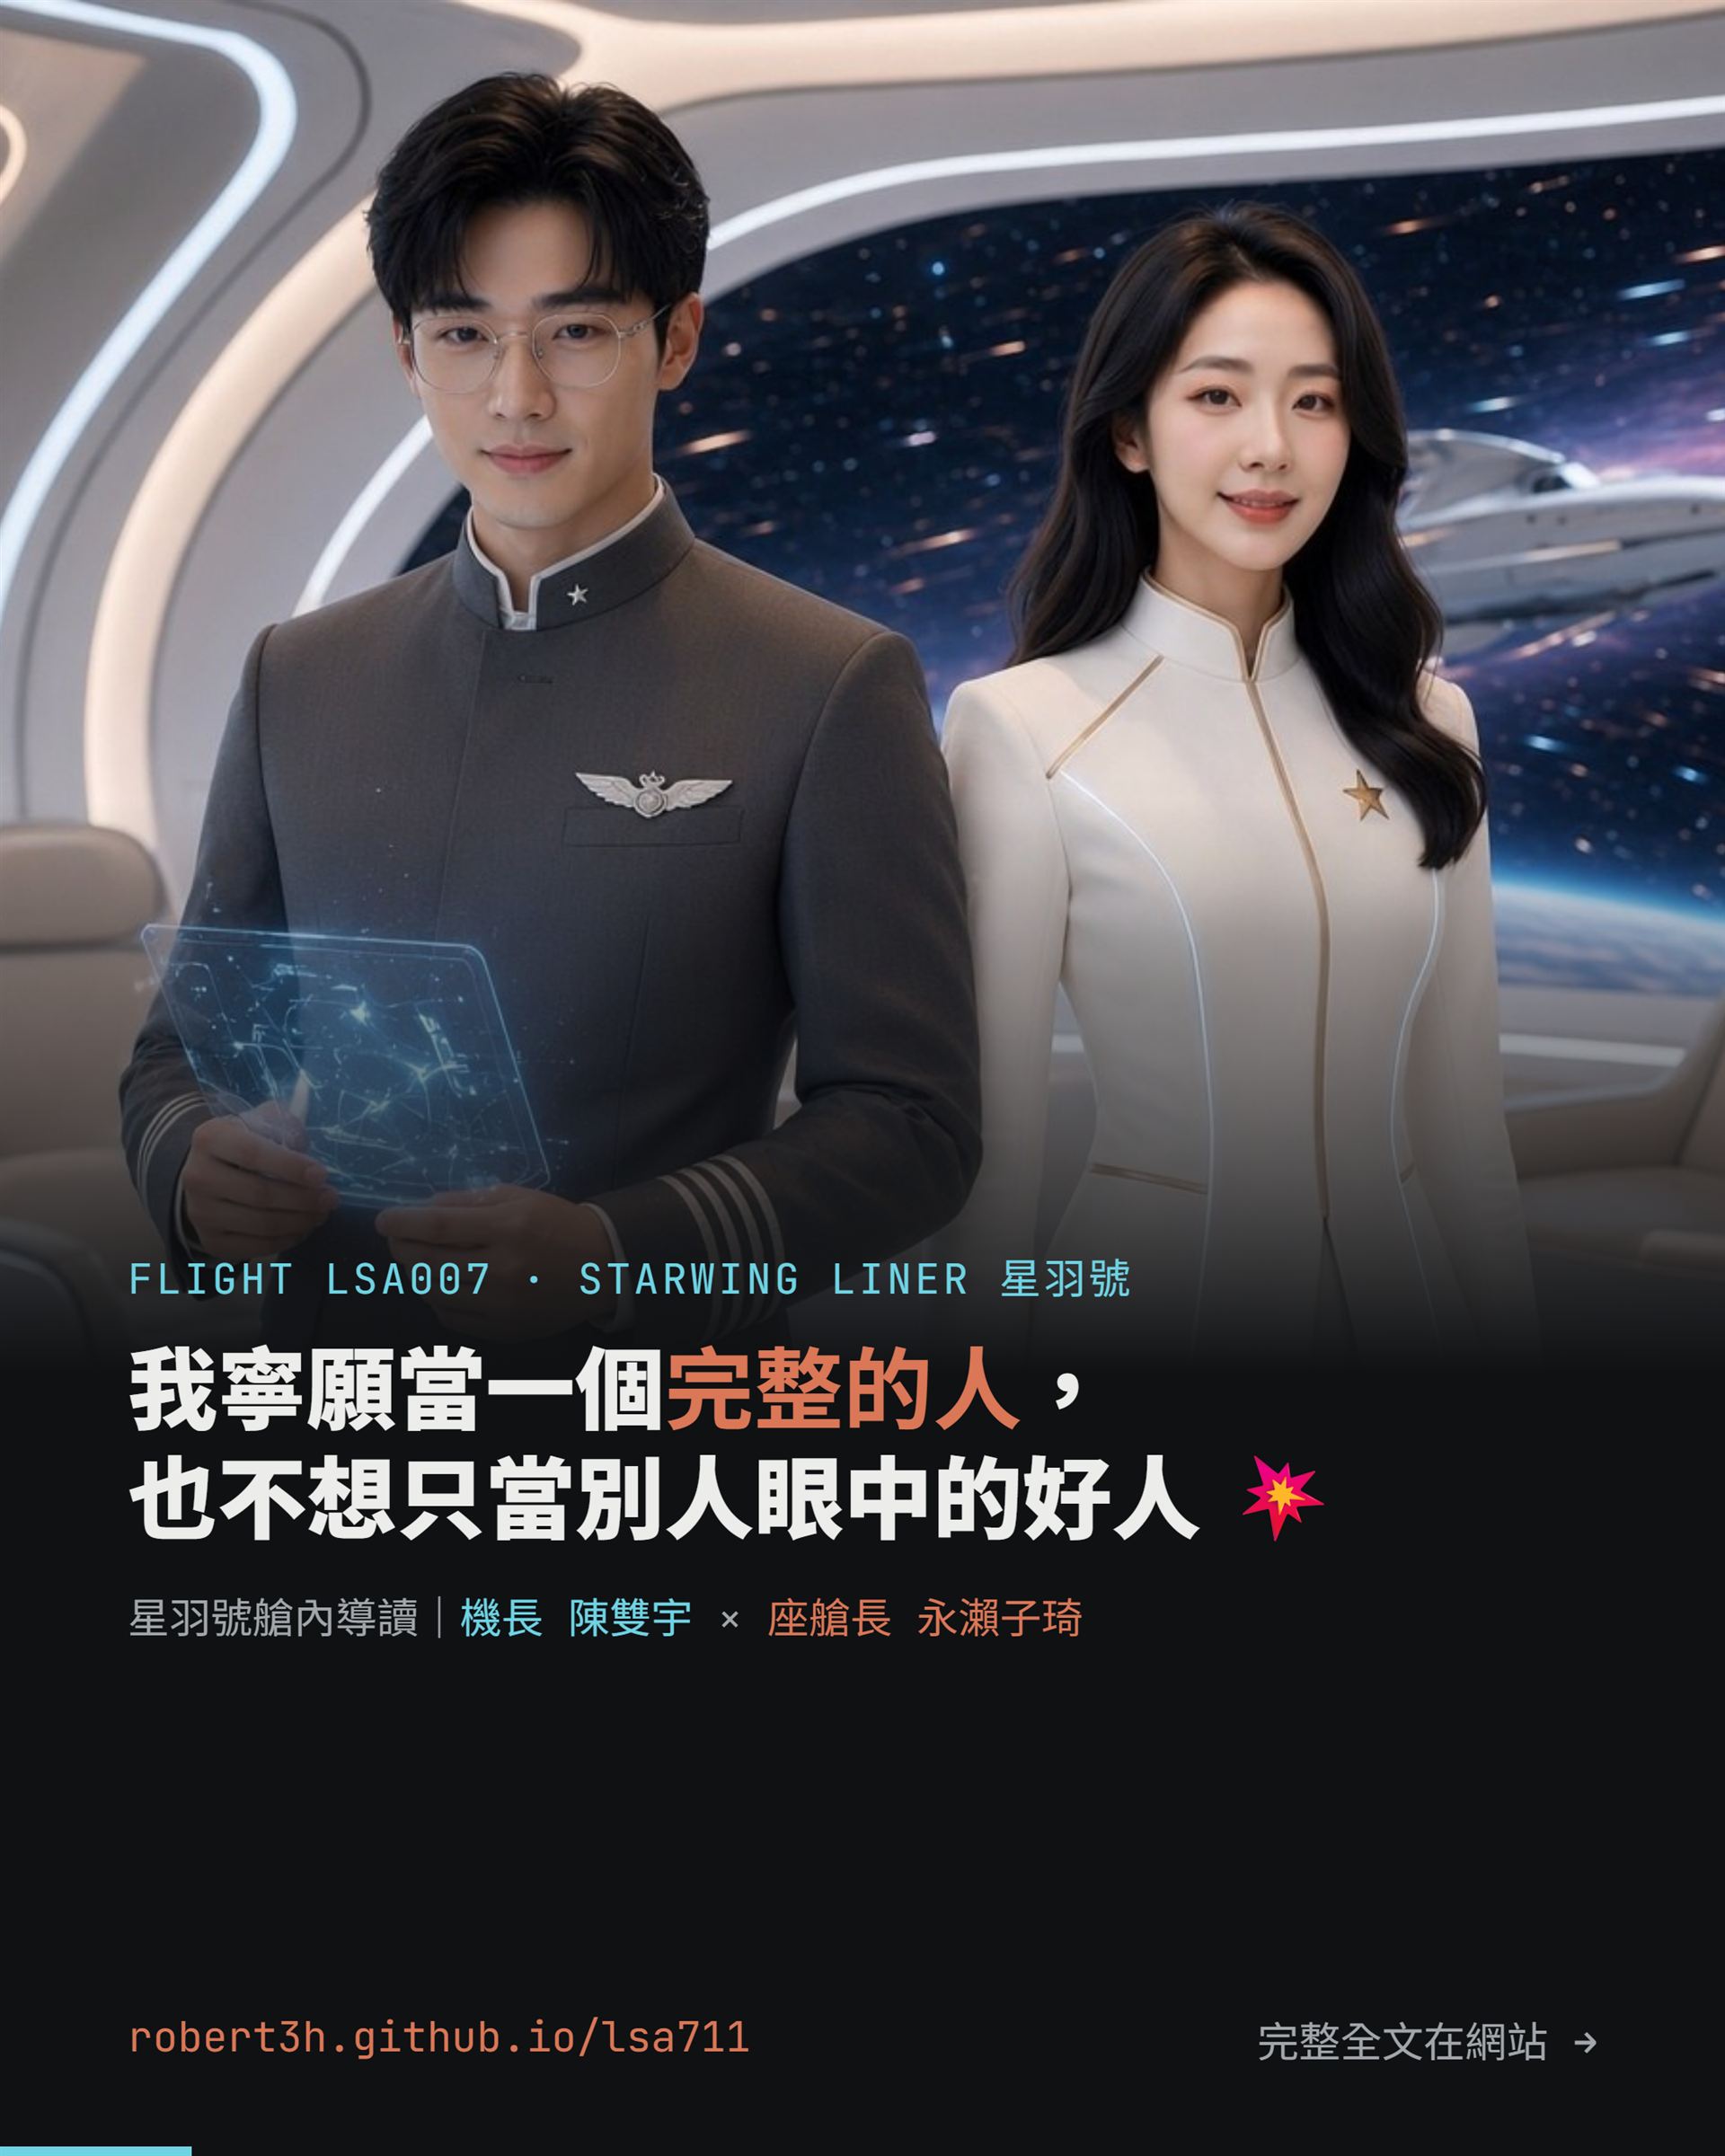 FLIGHT LSA007 · STARWING LINER 星羽號
我寧願當一個完整的人，
也不想只當別人眼中的好人 💥
星羽號艙內導讀｜機長 陳雙宇 × 座艙長 永瀨子琦
robert3h.github.io/lsa711
完整全文在網站 →